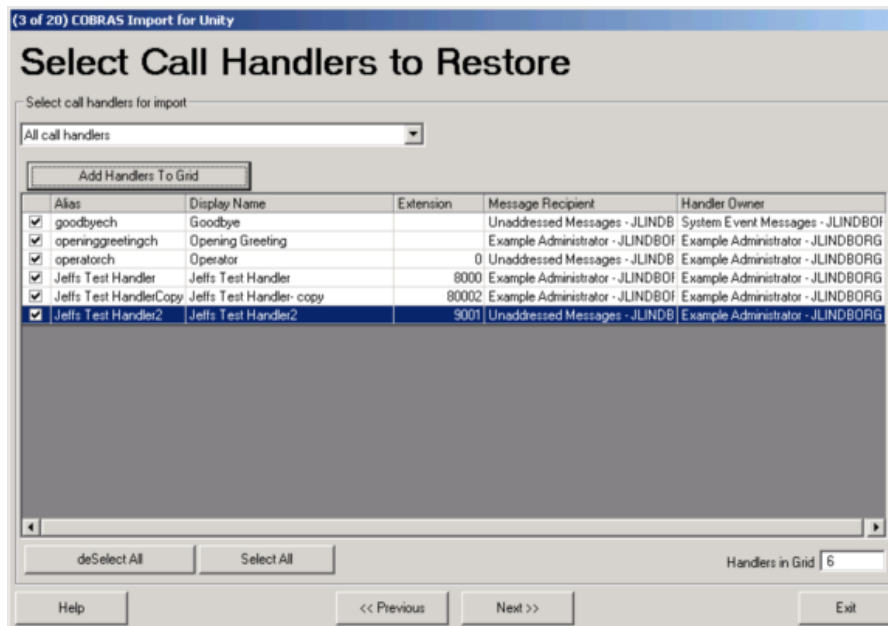 (3 of 20) COBRAS Import for Unity
Select Call Handlers to Restore
Select call handlers for import
All call handlers
Add Handlers To Grid
Alias Display Name Extension Message Recipient Handler Owner
goodbyech Goodbye Unaddressed Messages - JLINDB System Event Messages - JLINDBOF
openinggreetingch Opening Greeting Example Administrator - JLINDBOF Example Administrator - JLINDBORG
operatorch Operator 0 Unaddressed Messages - JLINDB Example Administrator - JLINDBORG
Jeffs Test Handler Jeffs Test Handler 8000 Example Administrator - JLINDBOF Example Administrator - JLINDBORG
Jeffs Test HandlerCopy Jeffs Test Handler- copy 80002 Example Administrator - JLINDBOF Example Administrator - JLINDBORG
Jeffs Test Handler2 Jeffs Test Handler2 9001 Unaddressed Messages - JLINDB Example Administrator - JLINDBORG
deSelect All Select All Handlers in Grid 6
Help << Previous Next >> Exit